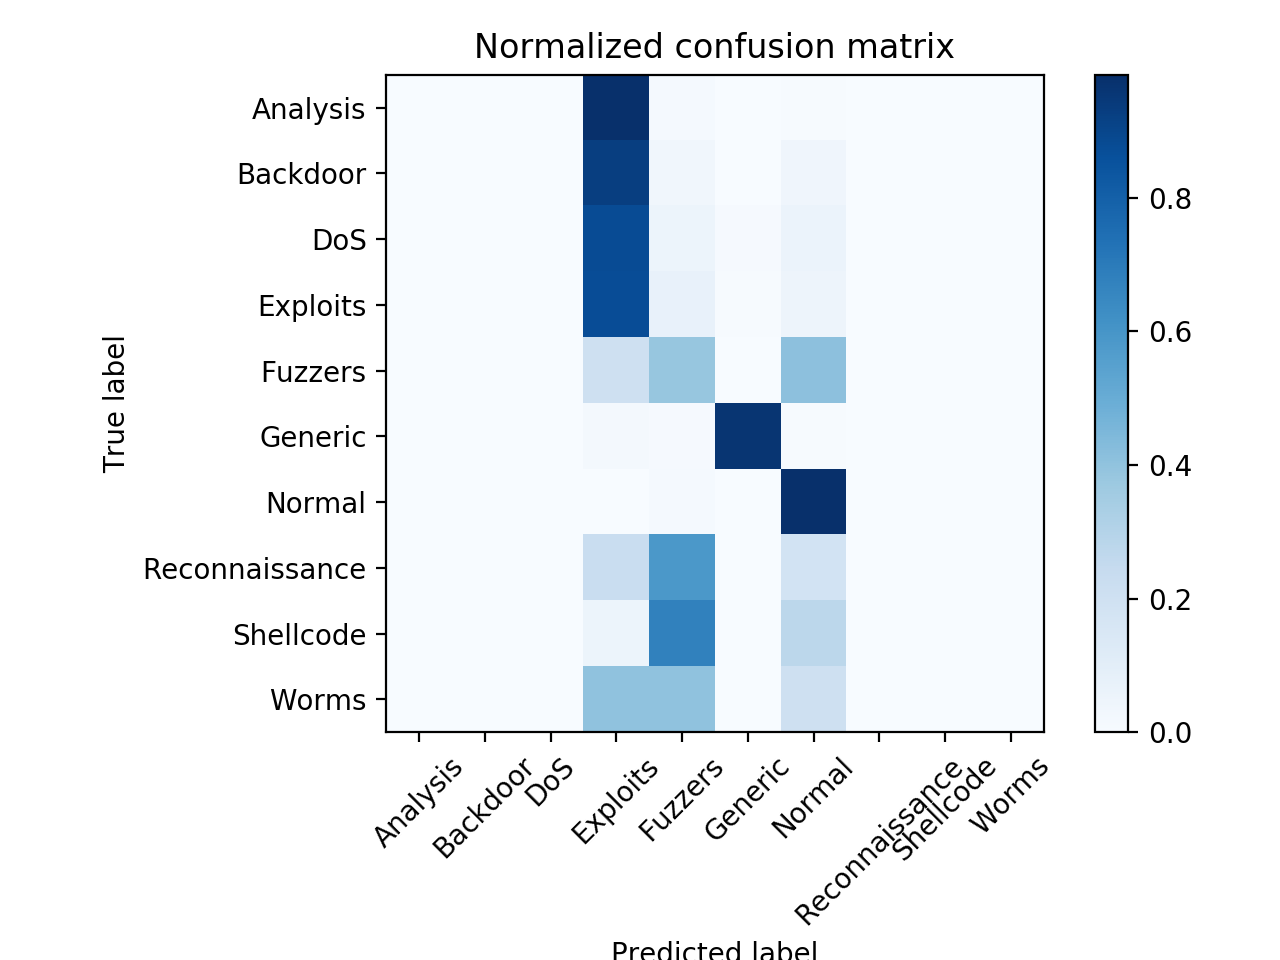 Normalized confusion matrix
True label
Analysis
Backdoor
DoS
Exploits
Fuzzers
Generic
Normal
Reconnaissance
Shellcode
Worms
0.8
0.6
0.4
0.2
0.0
Analysis
Backdoor
DoS
Exploits
Fuzzers
Generic
Normal
Reconnaissance
Shellcode
Worms
Predicted label